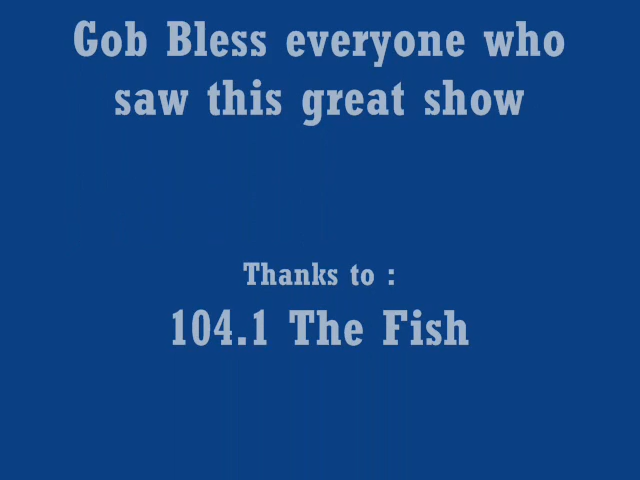 Gob Bless everyone who
saw this great show
Thanks to :
104.1 The Fish